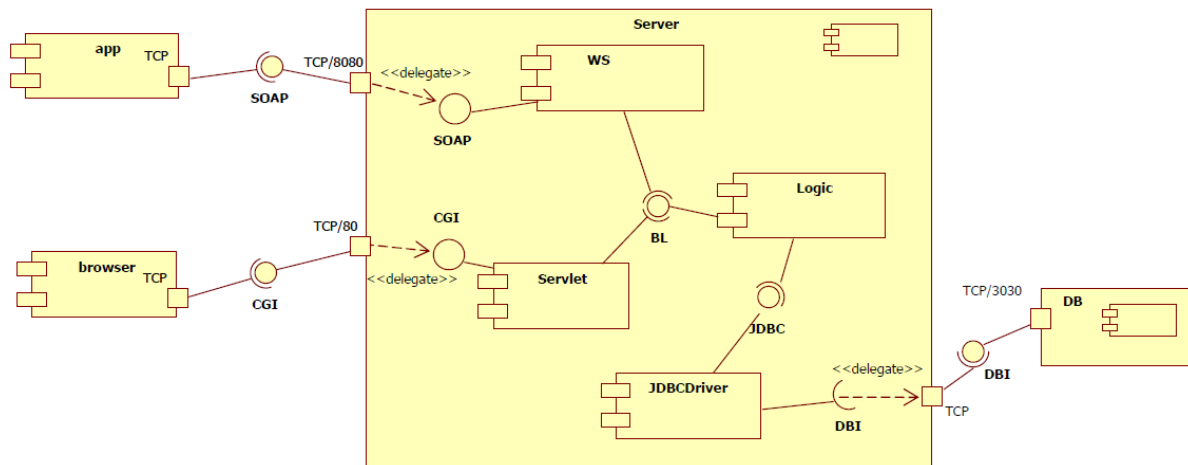 Server
app
TCP
SOAP
TCP/8080
<<delegate>>
SOAP
WS
Logic
BL
browser
TCP
CGI
TCP/80
<<delegate>>
CGI
Servlet
JDBC
JDBCDriver
<<delegate>>
DBI
TCP
TCP/3030
DB
DBI